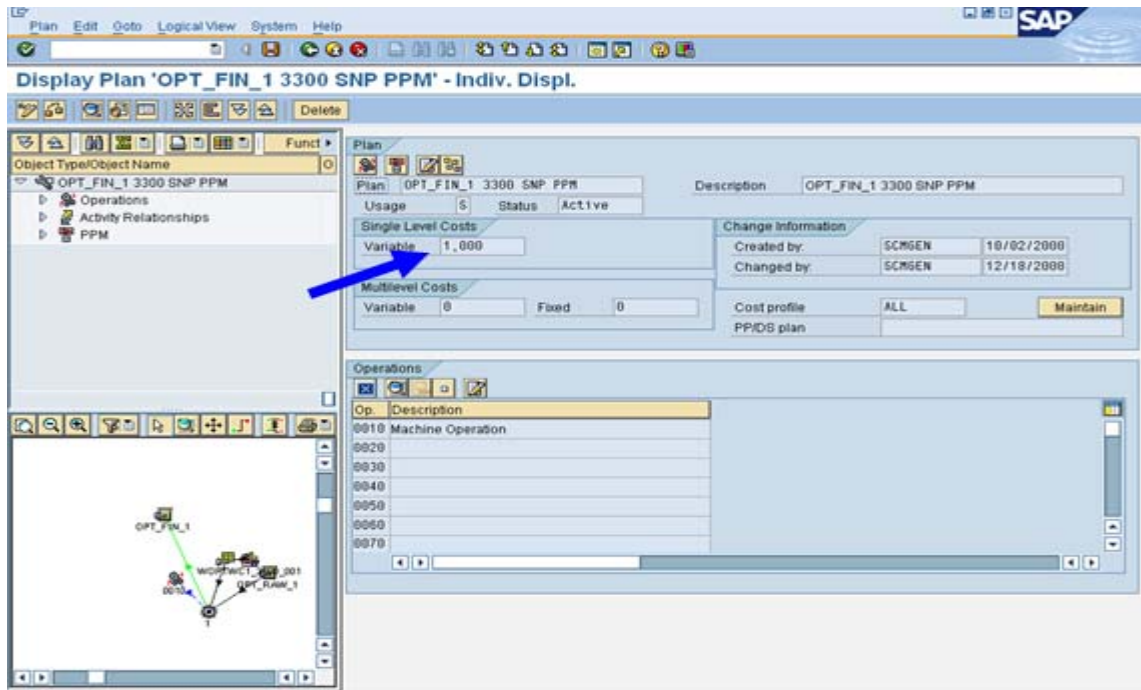 Plan Edit Goto Logical View System Help
SAP
Display Plan 'OPT_FIN_1 3300 SNP PPM' - Indiv. Displ.
Delete
Funct
Object Type/Object Name O
OPT_FIN_1 3300 SNP PPM
Operations
Activity Relationships
PPM
Plan
Plan OPT_FIN_1 3300 SNP PPM Description OPT_FIN_1 3300 SNP PPM
Usage S Status Active
Single Level Costs Change Information
Variable 1,000 Created by: SCMGEN 10/02/2008
Changed by: SCMGEN 12/18/2008
Multilevel Costs
Variable 0 Fixed 0 Cost profile ALL Maintain
PP/DS plan
Operations
Op. Description
0010 Machine Operation
0020
0030
0040
0050
0060
0070
OPT_FIN_1
OPT_RAW_1
0010
1